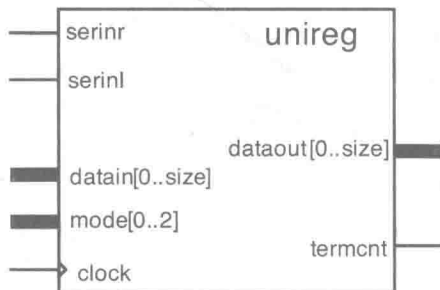 serinr
unireg
serinl
dataout[0..size]
datain[0..size]
mode[0..2]
termcnt
clock